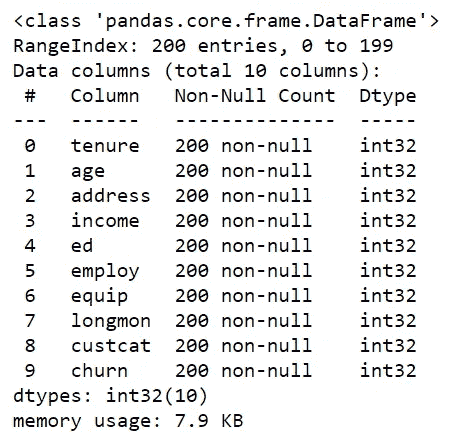 <class 'pandas.core.frame.DataFrame'>
RangeIndex: 200 entries, 0 to 199
Data columns (total 10 columns):
 #   Column   Non-Null Count  Dtype
---  ------   --------------  -----
 0   tenure   200 non-null    int32
 1   age      200 non-null    int32
 2   address  200 non-null    int32
 3   income   200 non-null    int32
 4   ed       200 non-null    int32
 5   employ   200 non-null    int32
 6   equip    200 non-null    int32
 7   longmon  200 non-null    int32
 8   custcat  200 non-null    int32
 9   churn    200 non-null    int32
dtypes: int32(10)
memory usage: 7.9 KB